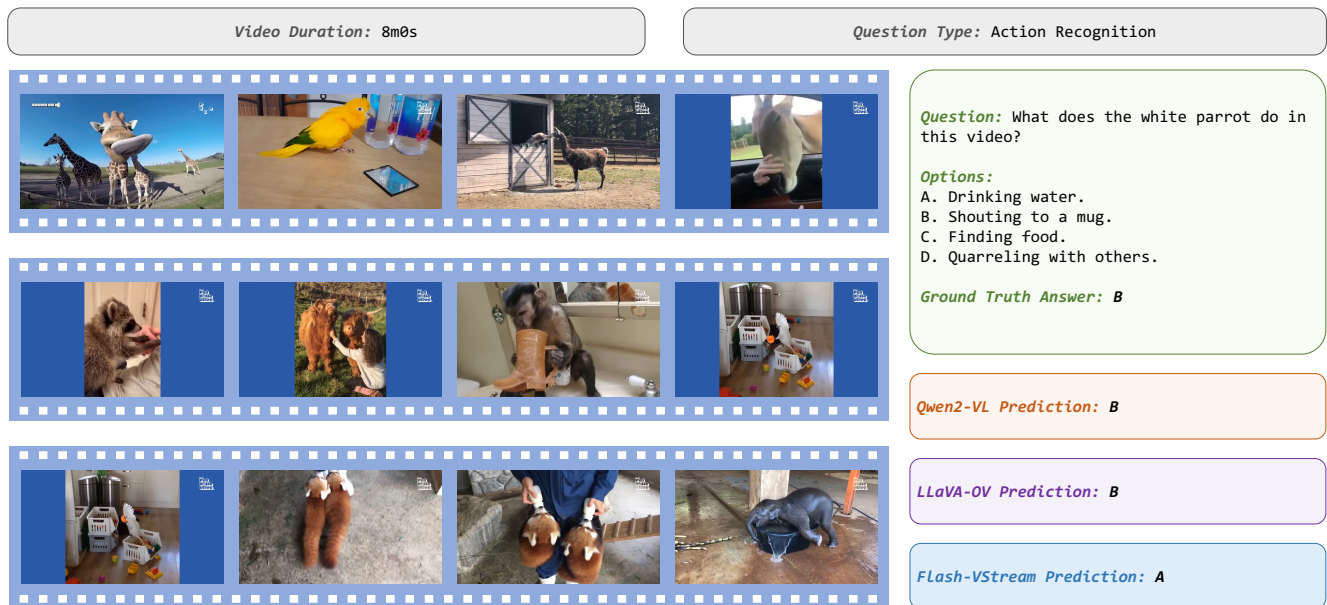 Video Duration: 8m0s
Question Type: Action Recognition
Question: What does the white parrot do in
this video?
Options:
A. Drinking water.
B. Shouting to a mug.
C. Finding food.
D. Quarreling with others.
Ground Truth Answer: B
Qwen2-VL Prediction: B
LLaVA-OV Prediction: B
Flash-VStream Prediction: A